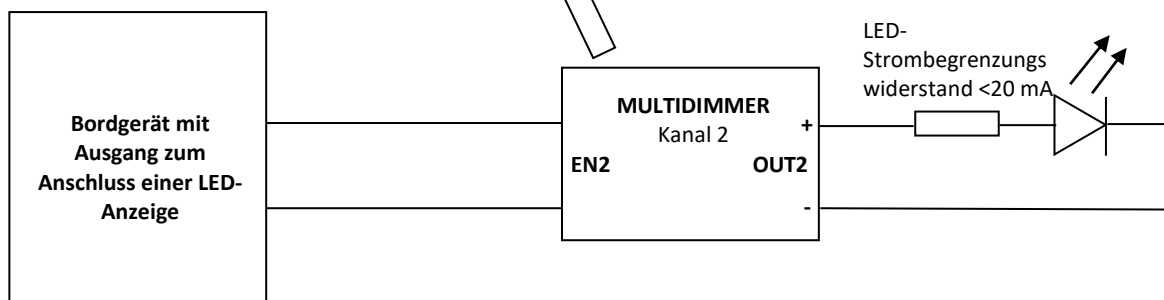 LED-
Strombegrenzungs
widerstand <20 mA
Bordgerät mit
Ausgang zum
Anschluss einer LED-
Anzeige
MULTIDIMMER
Kanal 2
+
EN2
OUT2
-